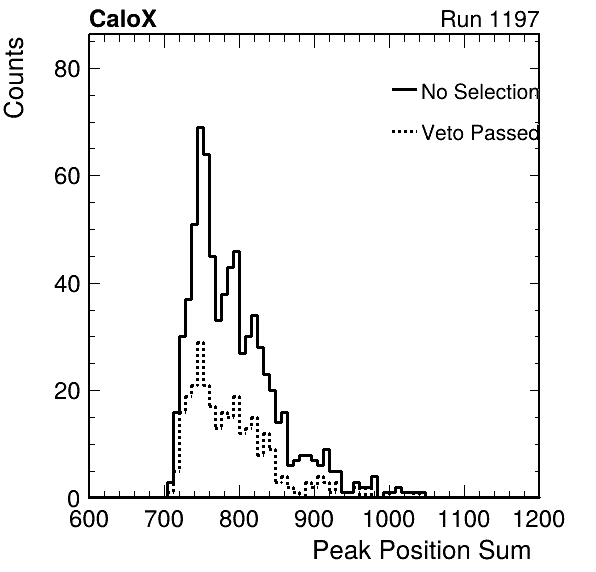 CaloX Run 1197
Counts
80
60
40
20
0
No Selection
Veto Passed
600 700 800 900 1000 1100 1200
Peak Position Sum